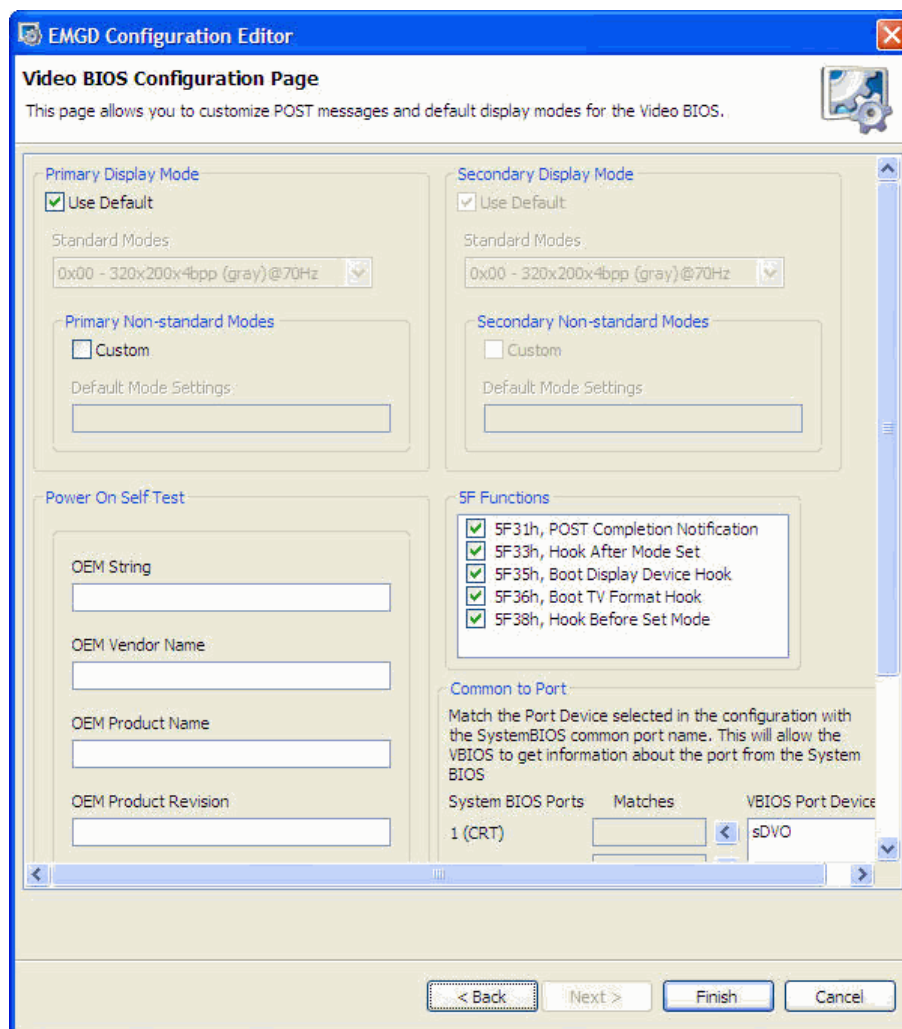 EMGD Configuration Editor
Video BIOS Configuration Page
This page allows you to customize POST messages and default display modes for the Video BIOS.
Primary Display Mode
Use Default
Standard Modes
0x00 - 320x200x4bpp (gray)@70Hz
Primary Non-standard Modes
Custom
Default Mode Settings
Secondary Display Mode
Use Default
Standard Modes
0x00 - 320x200x4bpp (gray)@70Hz
Secondary Non-standard Modes
Custom
Default Mode Settings
Power On Self Test
OEM String
OEM Vendor Name
OEM Product Name
OEM Product Revision
5F Functions
5F31h, POST Completion Notification
5F33h, Hook After Mode Set
5F35h, Boot Display Device Hook
5F36h, Boot TV Format Hook
5F38h, Hook Before Set Mode
Common to Port
Match the Port Device selected in the configuration with
the SystemBIOS common port name. This will allow the
VBIOS to get information about the port from the System
BIOS
System BIOS Ports Matches VBIOS Port Device
1 (CRT) < sDVO
< Back Next > Finish Cancel